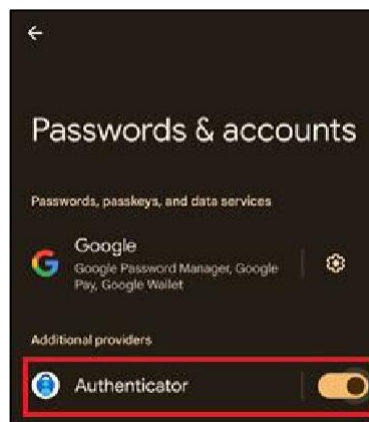 Passwords & accounts
Passwords, passkeys, and data services
Google
Google Password Manager, Google
Pay, Google Wallet
Additional providers
Authenticator